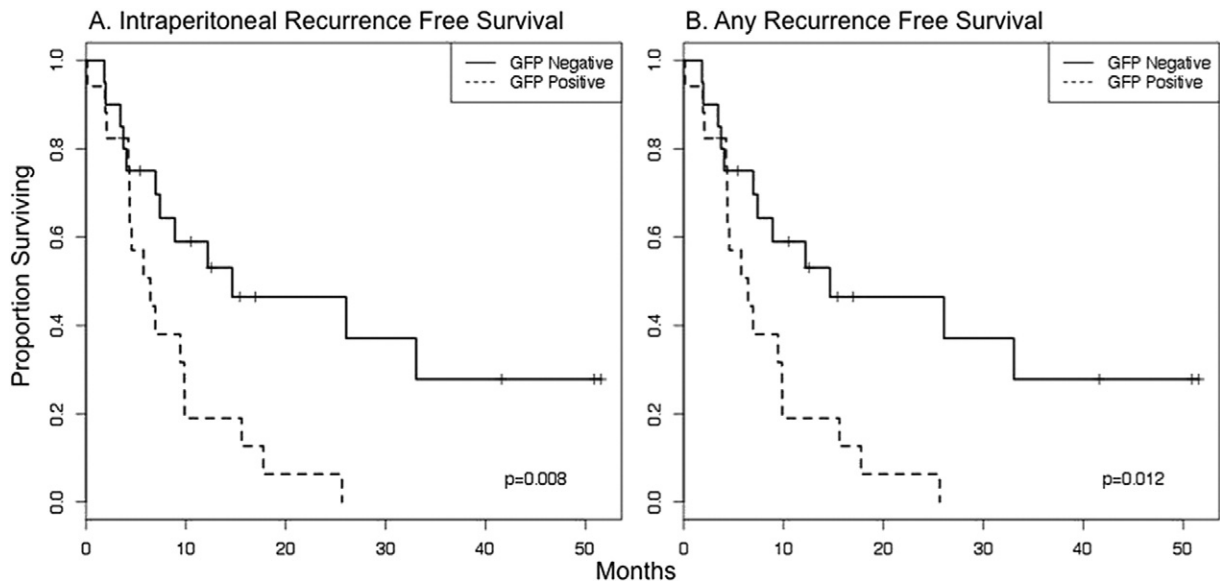 A. Intraperitoneal Recurrence Free Survival
GFP Negative
GFP Positive
1.0
0.8
0.6
0.4
0.2
0.0
Proportion Surviving
p=0.008
0 10 20 30 40 50
B. Any Recurrence Free Survival
GFP Negative
GFP Positive
1.0
0.8
0.6
0.4
0.2
0.0
p=0.012
0 10 20 30 40 50
Months